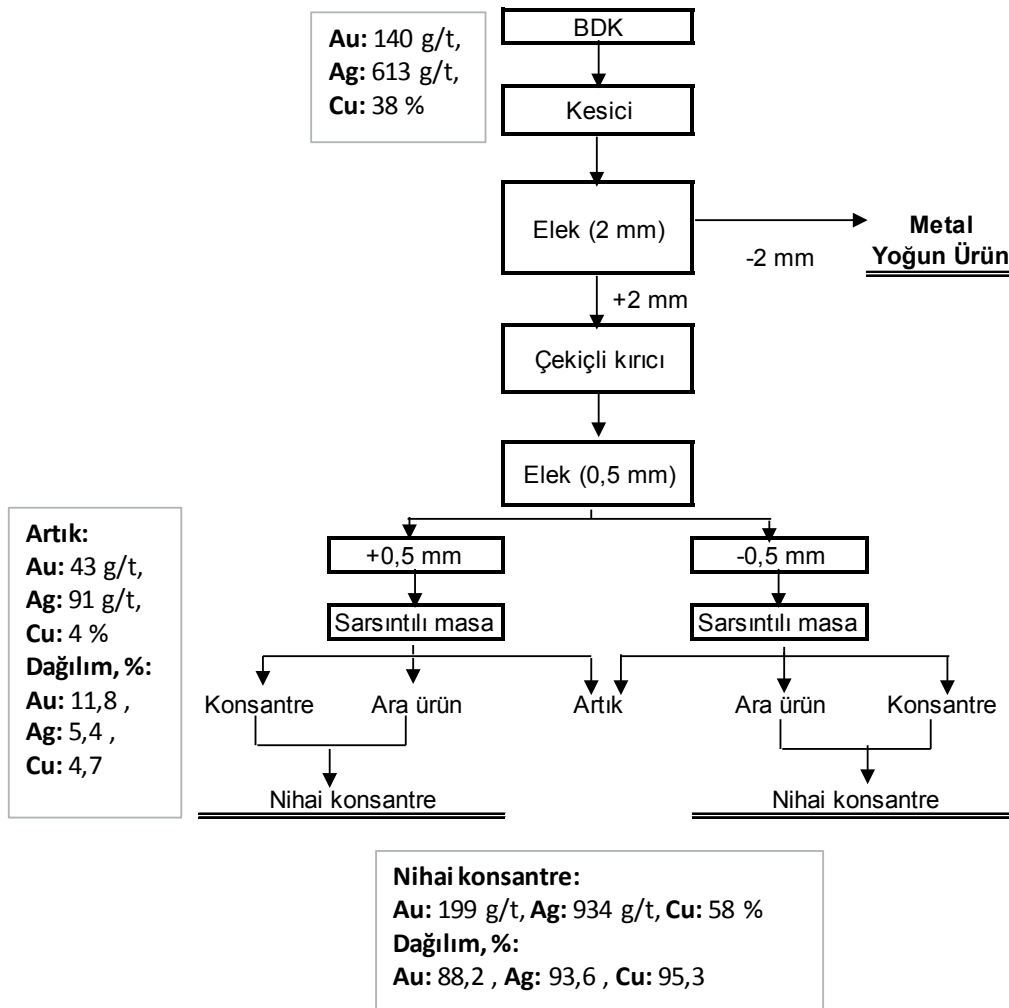 Au: 140 g/t,
Ag: 613 g/t,
Cu: 38 %
BDK
Kesici
Elek (2 mm)
-2 mm
Metal
Yoğun Ürün
+2 mm
Çekiçli kırıcı
Elek (0,5 mm)
+0,5 mm
-0,5 mm
Sarsıntılı masa
Sarsıntılı masa
Konsantre
Ara ürün
Artık
Ara ürün
Konsantre
Nihai konsantre
Nihai konsantre
Artık:
Au: 43 g/t,
Ag: 91 g/t,
Cu: 4 %
Dağılım, %:
Au: 11,8 ,
Ag: 5,4 ,
Cu: 4,7
Nihai konsantre:
Au: 199 g/t, Ag: 934 g/t, Cu: 58 %
Dağılım, %:
Au: 88,2 , Ag: 93,6 , Cu: 95,3